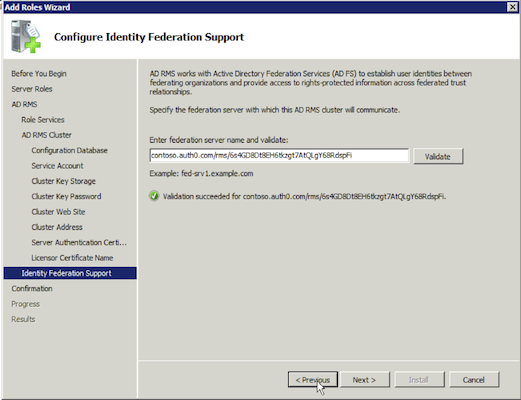 Add Roles Wizard
Configure Identity Federation Support
Before You Begin
Server Roles
AD RMS
Role Services
AD RMS Cluster
Configuration Database
Service Account
Cluster Key Storage
Cluster Key Password
Cluster Web Site
Cluster Address
Server Authentication Certi...
Licensor Certificate Name
Identity Federation Support
Confirmation
Progress
Results
AD RMS works with Active Directory Federation Services (AD FS) to establish user identities between
federating organizations and provide access to rights-protected information across federated trust
relationships.
Specify the federation server with which this AD RMS cluster will communicate.
Enter federation server name and validate:
contoso.auth0.com/rms/6s4GD8Dt8EH6tkzgt7AtQLgY68RdspFi
Validate
Example: fed-srv1.example.com
Validation succeeded for contoso.auth0.com/rms/6s4GD8Dt8EH6tkzgt7AtQLgY68RdspFi.
< Previous
Next >
Install
Cancel